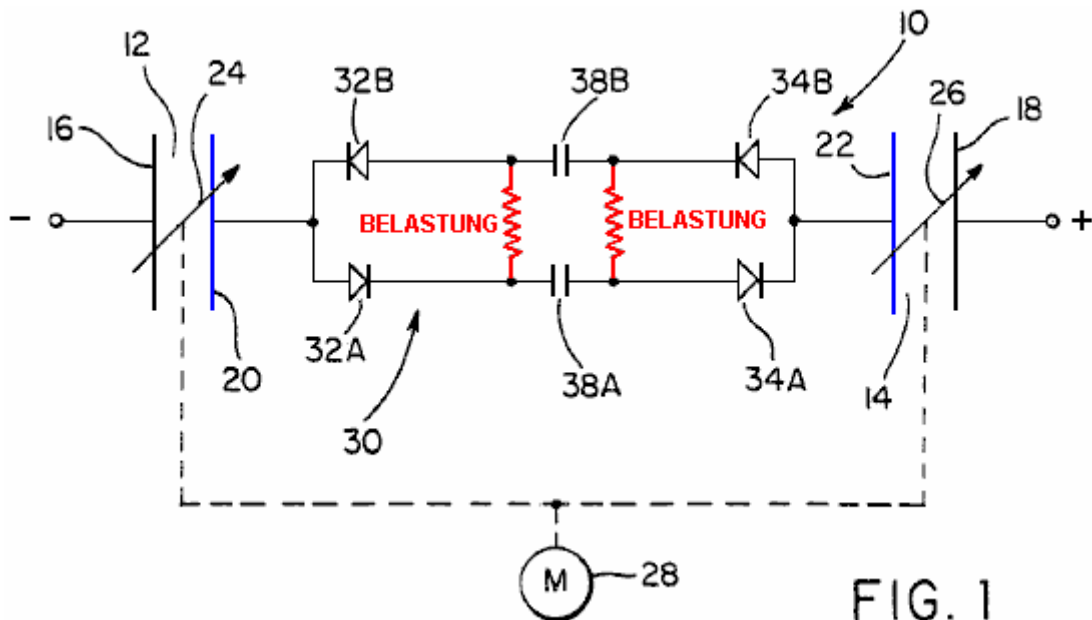 10
12
24
32B
38B
34B
26
16
22
18
-
BELASTUNG
BELASTUNG
+
32A
34A
20
38A
14
30
M
28
FIG. 1